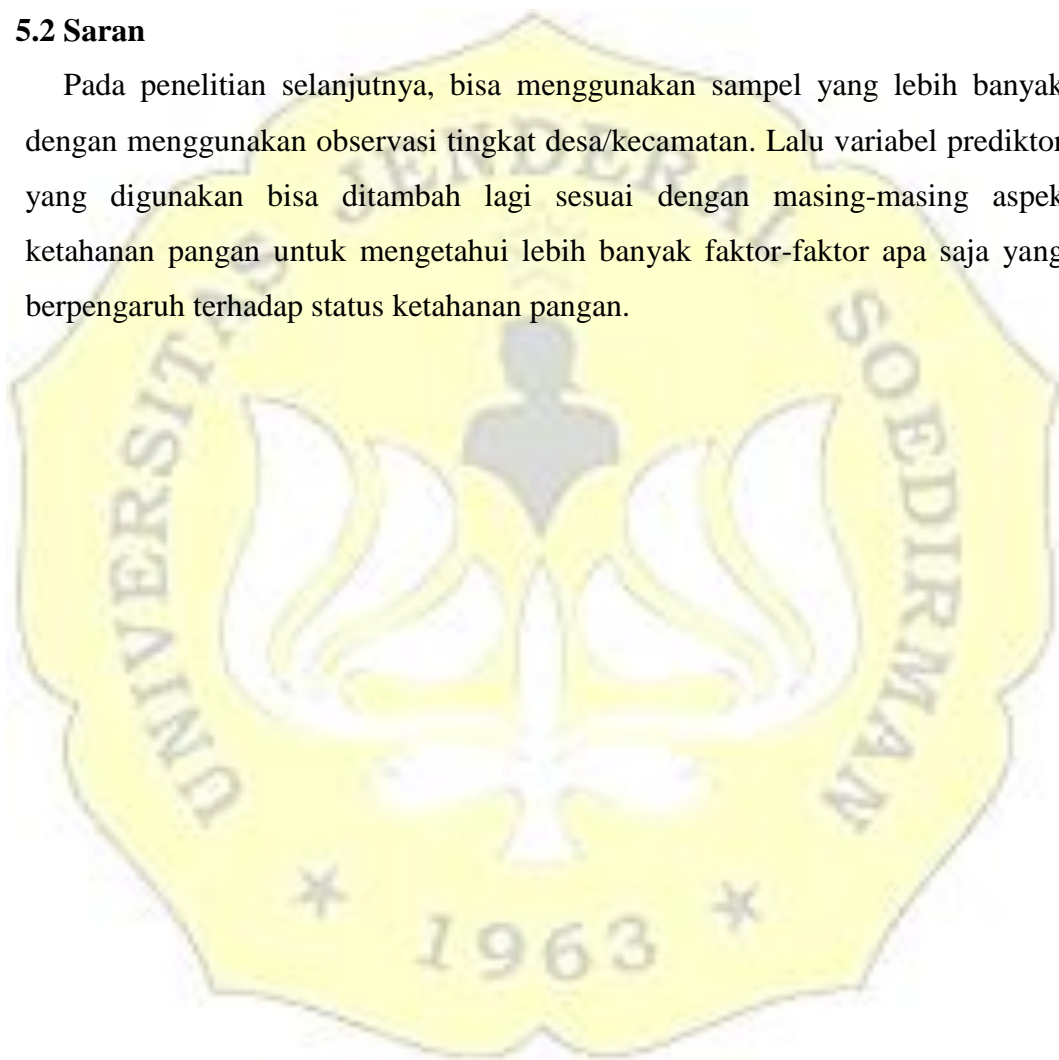 5.2 Saran
Pada penelitian selanjutnya, bisa menggunakan sampel yang lebih banyak
dengan menggunakan observasi tingkat desa/kecamatan. Lalu variabel prediktor
yang digunakan bisa ditambah lagi sesuai dengan masing-masing aspek
ketahanan pangan untuk mengetahui lebih banyak faktor-faktor apa saja yang
berpengaruh terhadap status ketahanan pangan.
UNIVERSITAS JENDERAL SOEDIRMAN
1963